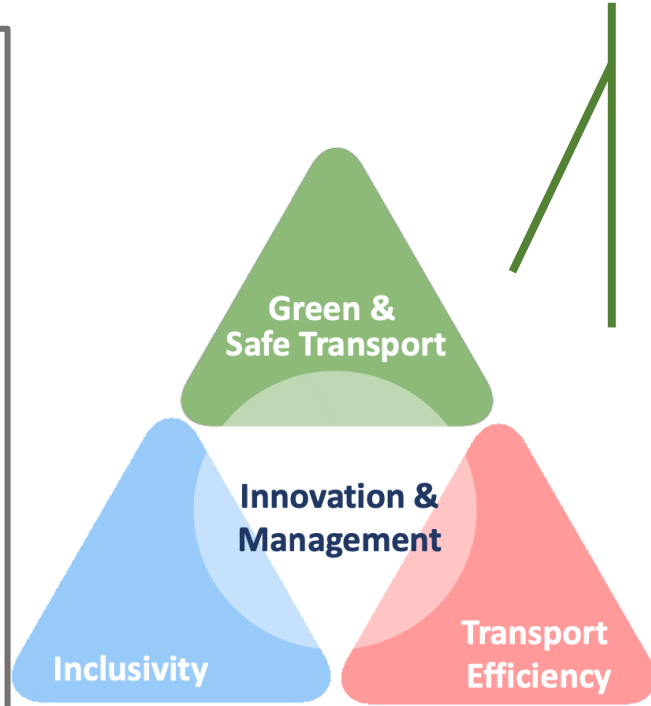 Green &
Safe Transport
Innovation &
Management
Inclusivity
Transport
Efficiency